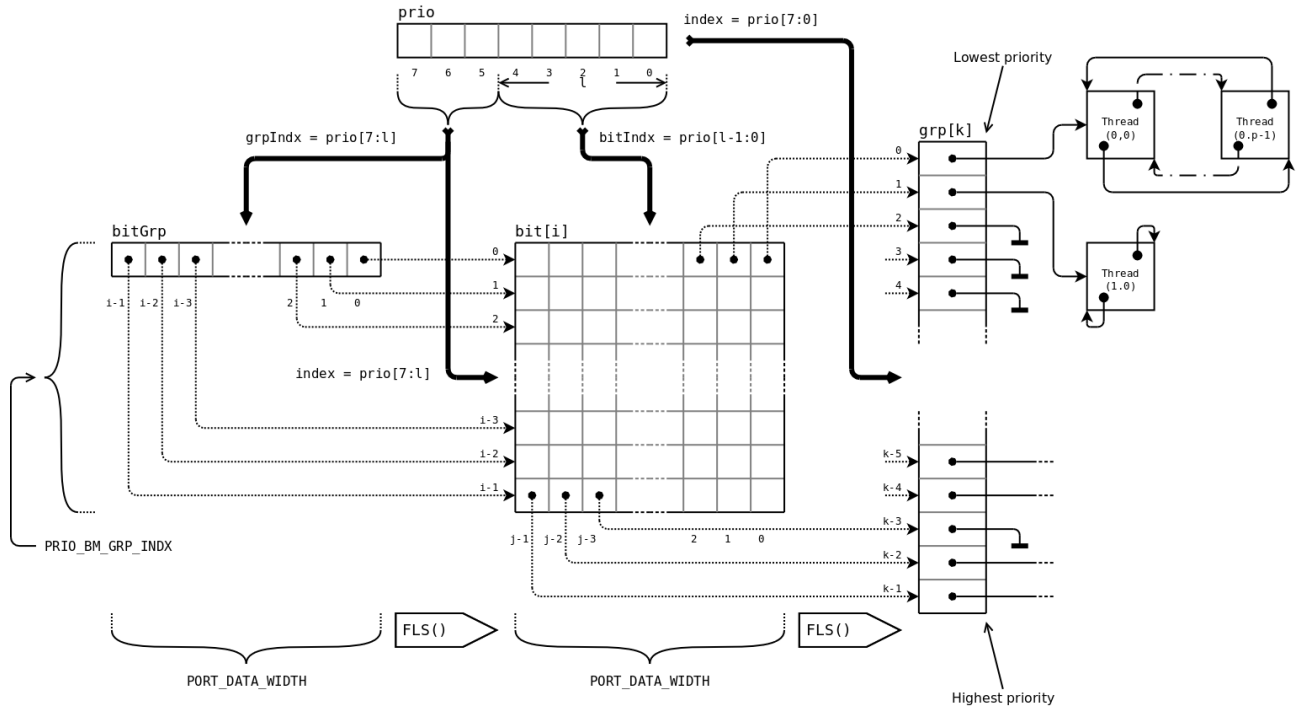 prio
index = prio[7:0]
7 6 5 4 3 2 1 0
l
Lowest priority
grpIndx = prio[7:l]
bitIndx = prio[l-1:0]
grp[k]
Thread
(0,0)
Thread
(0.p-1)
0
1
2
3
4
bitGrp
bit[i]
i-1 i-2 i-3 2 1 0
0
1
2
Thread
(1.0)
index = prio[7:l]
i-3
i-2
i-1
k-5
k-4
k-3
k-2
k-1
j-1 j-2 j-3 2 1 0
PRIO_BM_GRP_INDX
FLS()
FLS()
PORT_DATA_WIDTH
PORT_DATA_WIDTH
Highest priority